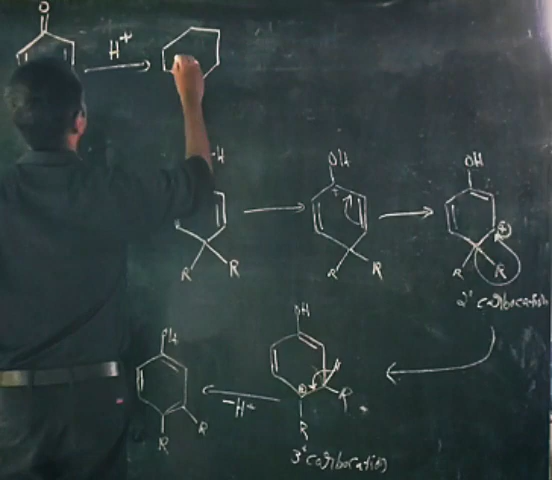 O
H+
H
OH
+
OH
+
R R
R R
R R
2° carbocation
OH
OH
H
+
R
-H+
R
R
R
3° carbocation